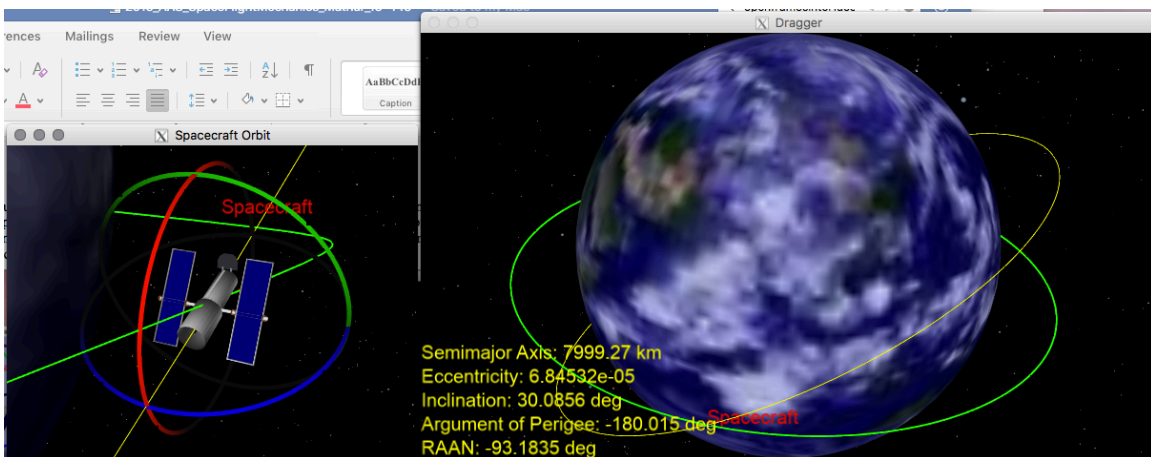 Dragger
rences Mailings Review View
AaBbCcDdE
Caption
Spacecraft Orbit
Spacecraft
Semimajor Axis: 7999.27 km
Eccentricity: 6.84532e-05
Inclination: 30.0856 deg
Argument of Perigee: -180.015 deg
Spacecraft
RAAN: -93.1835 deg